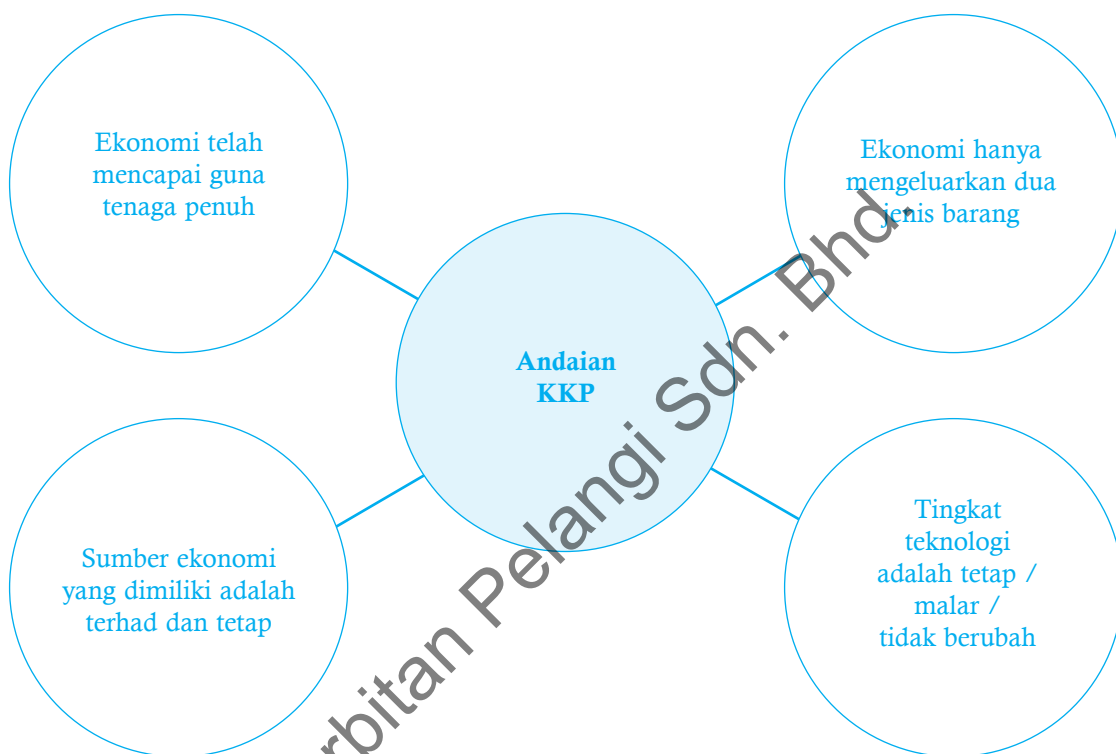 Ekonomi telah
mencapai guna
tenaga penuh
Ekonomi hanya
mengeluarkan dua
jenis barang
Andaian
KKP
Sumber ekonomi
yang dimiliki adalah
terhad dan tetap
Tingkat
teknologi
adalah tetap /
malar /
tidak berubah
rbitan Pelangi Sdn. Bhd.